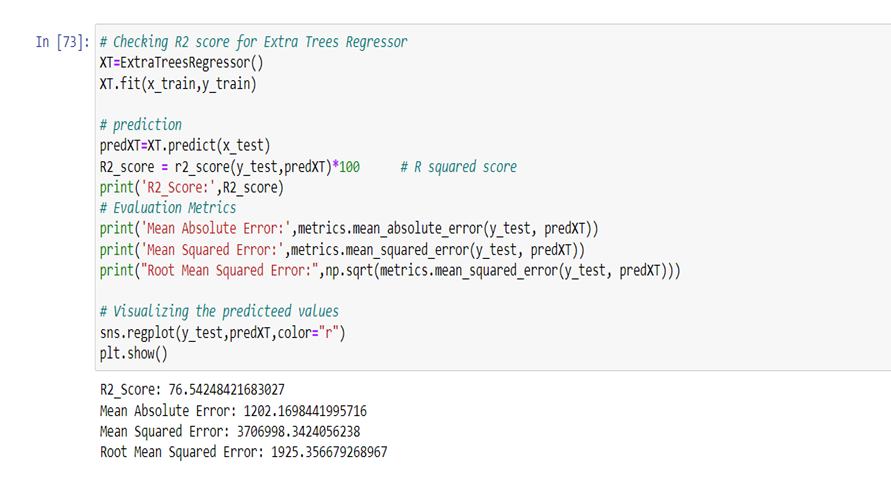 In [73]: # Checking R2 score for Extra Trees Regressor
XT=ExtraTreesRegressor()
XT.fit(x_train,y_train)
# prediction
predXT=XT.predict(x_test)
R2_score = r2_score(y_test,predXT)*100 # R squared score
print('R2_Score:',R2_score)
# Evaluation Metrics
print('Mean Absolute Error:',metrics.mean_absolute_error(y_test, predXT))
print('Mean Squared Error:',metrics.mean_squared_error(y_test, predXT))
print("Root Mean Squared Error:",np.sqrt(metrics.mean_squared_error(y_test, predXT)))
# Visualizing the predicteed values
sns.regplot(y_test,predXT,color="r")
plt.show()
R2_Score: 76.54248421683027
Mean Absolute Error: 1202.1698441995716
Mean Squared Error: 3706998.3424056238
Root Mean Squared Error: 1925.356679268967